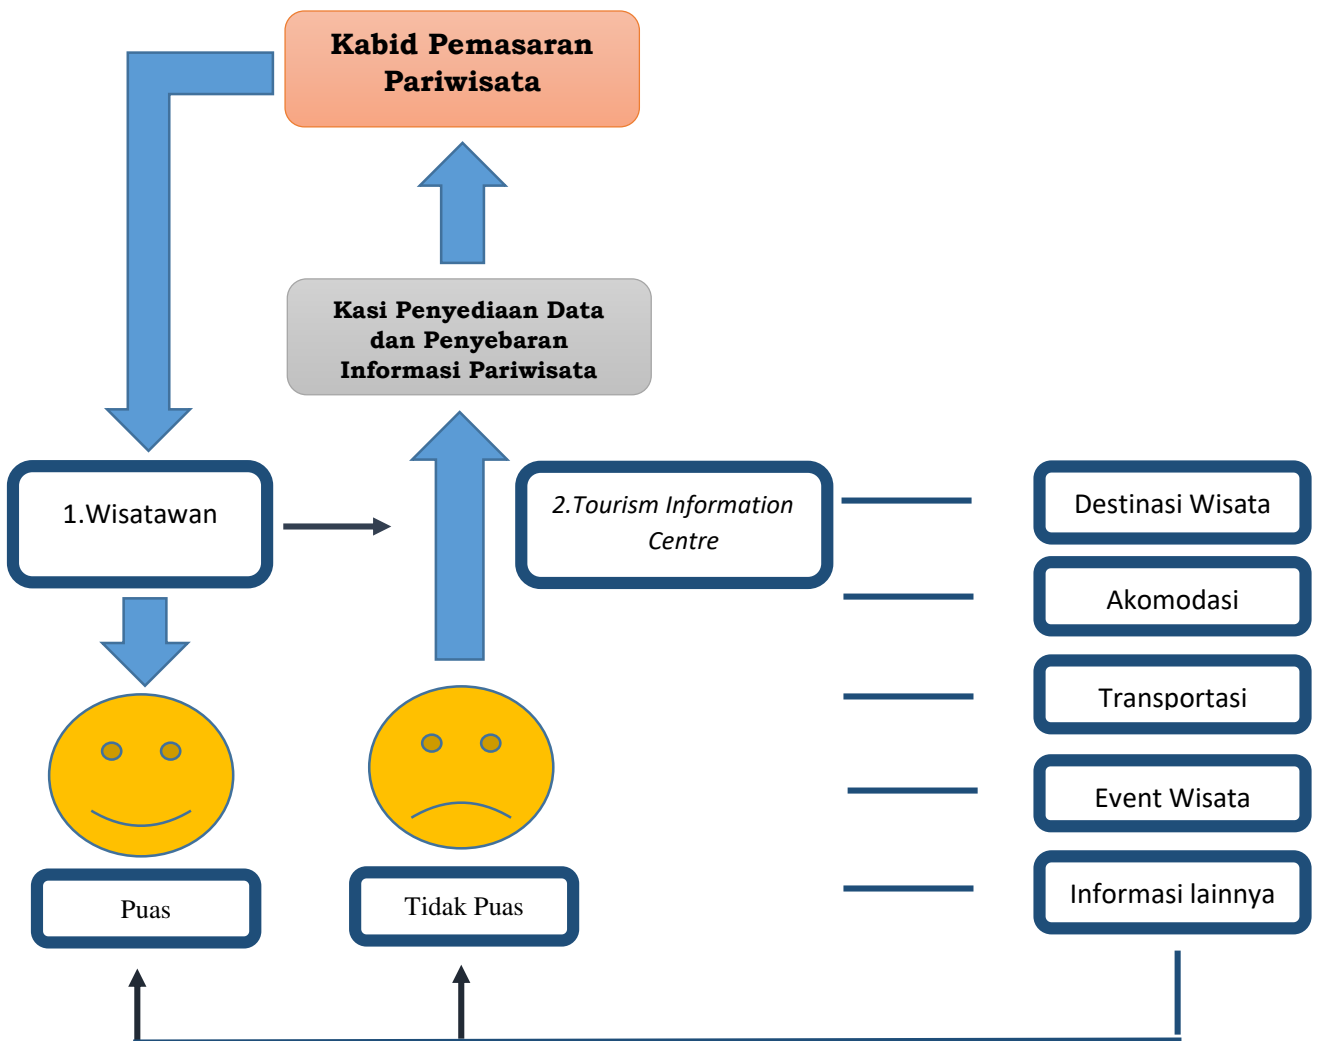 Kabid Pemasaran
Pariwisata
Kasi Penyediaan Data
dan Penyebaran
Informasi Pariwisata
1.Wisatawan
2.Tourism Information
Centre
Destinasi Wisata
Akomodasi
Transportasi
Event Wisata
Informasi lainnya
Puas
Tidak Puas